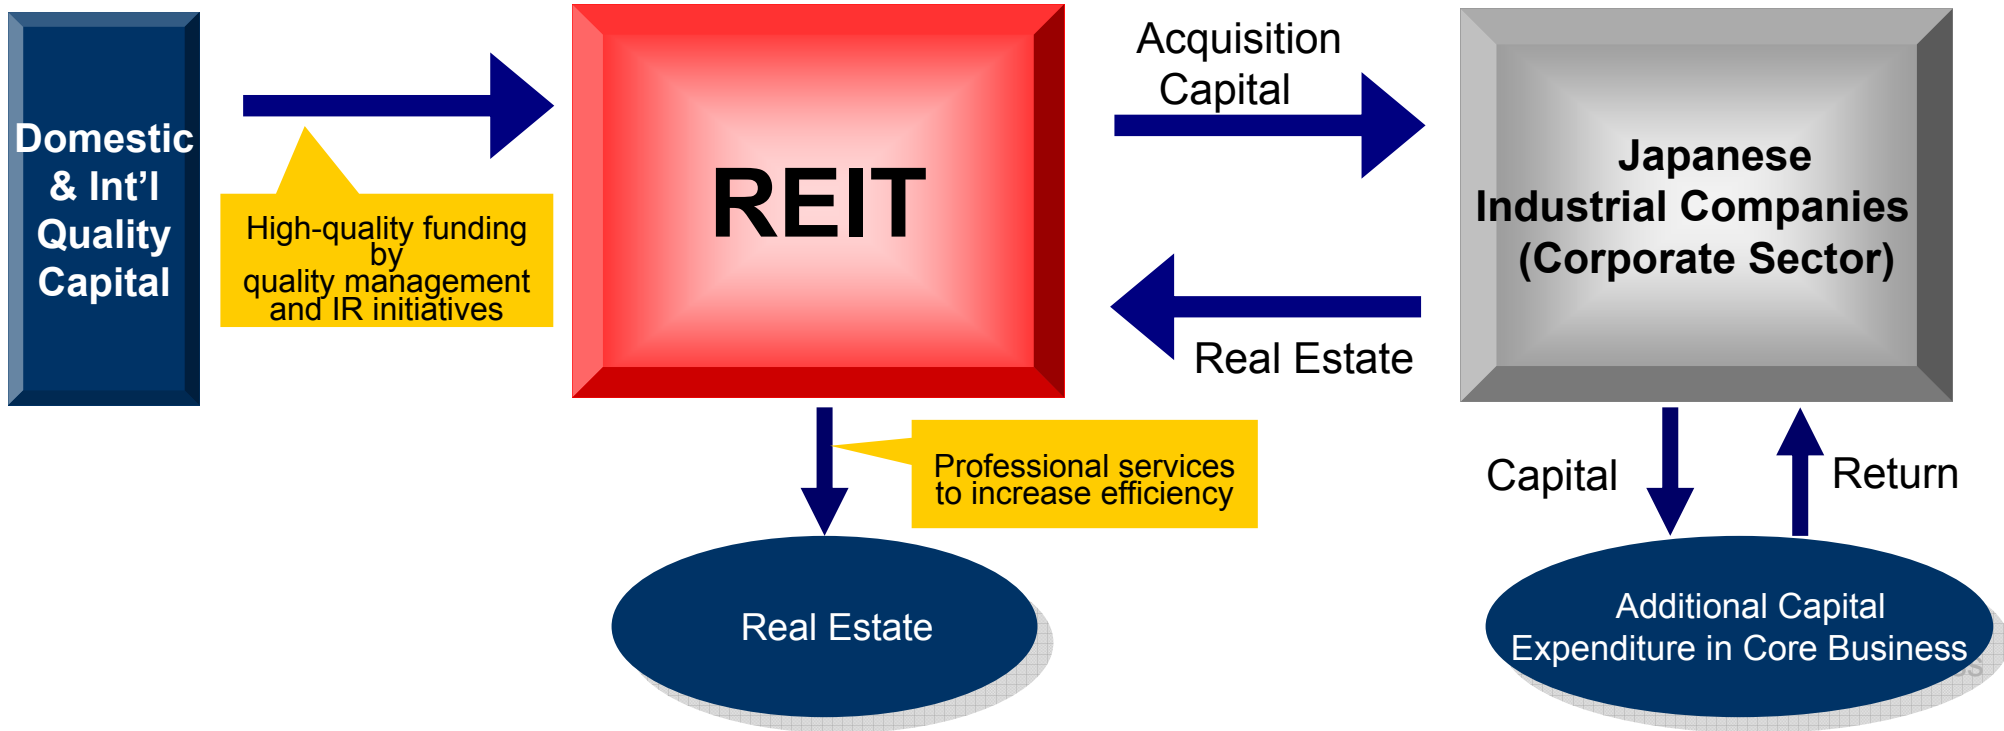 Domestic
& Int’l
Quality
Capital
High-quality funding
by
quality management
and IR initiatives
REIT
Acquisition
Capital
Real Estate
Japanese
Industrial Companies
(Corporate Sector)
Professional services
to increase efficiency
Capital
Return
Real Estate
Additional Capital
Expenditure in Core Business